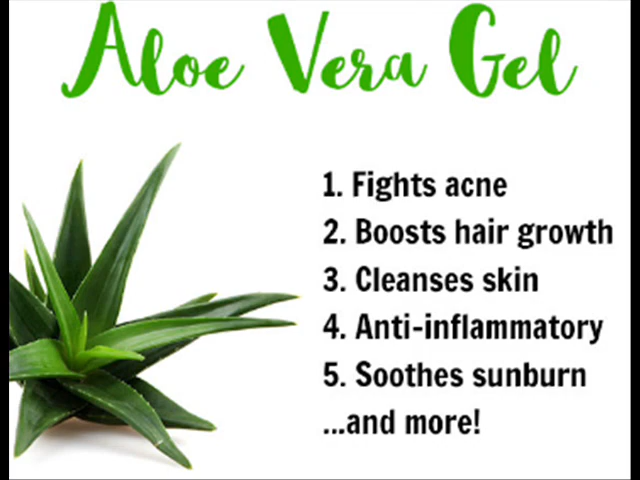 Aloe Vera Gel
1. Fights acne
2. Boosts hair growth
3. Cleanses skin
4. Anti-inflammatory
5. Soothes sunburn
...and more!